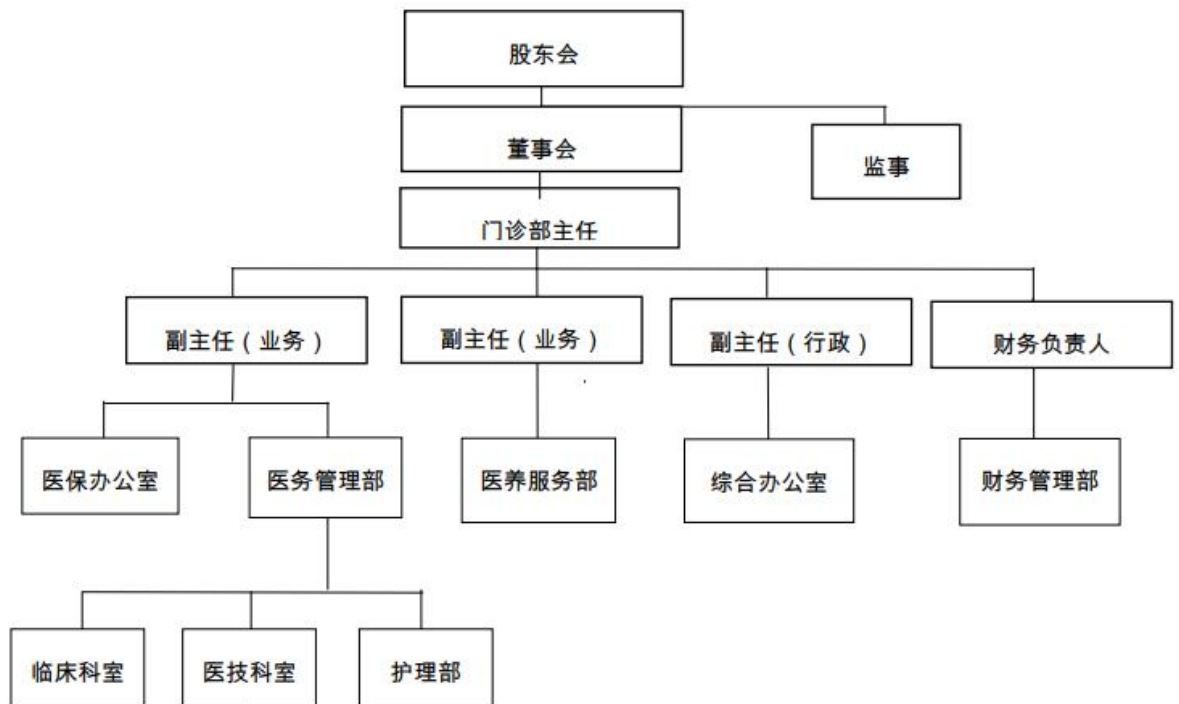 股东会
董事会
监事
门诊部主任
副主任（业务）
副主任（业务）
副主任（行政）
财务负责人
医保办公室
医务管理部
医养服务部
综合办公室
财务管理部
临床科室
医技科室
护理部